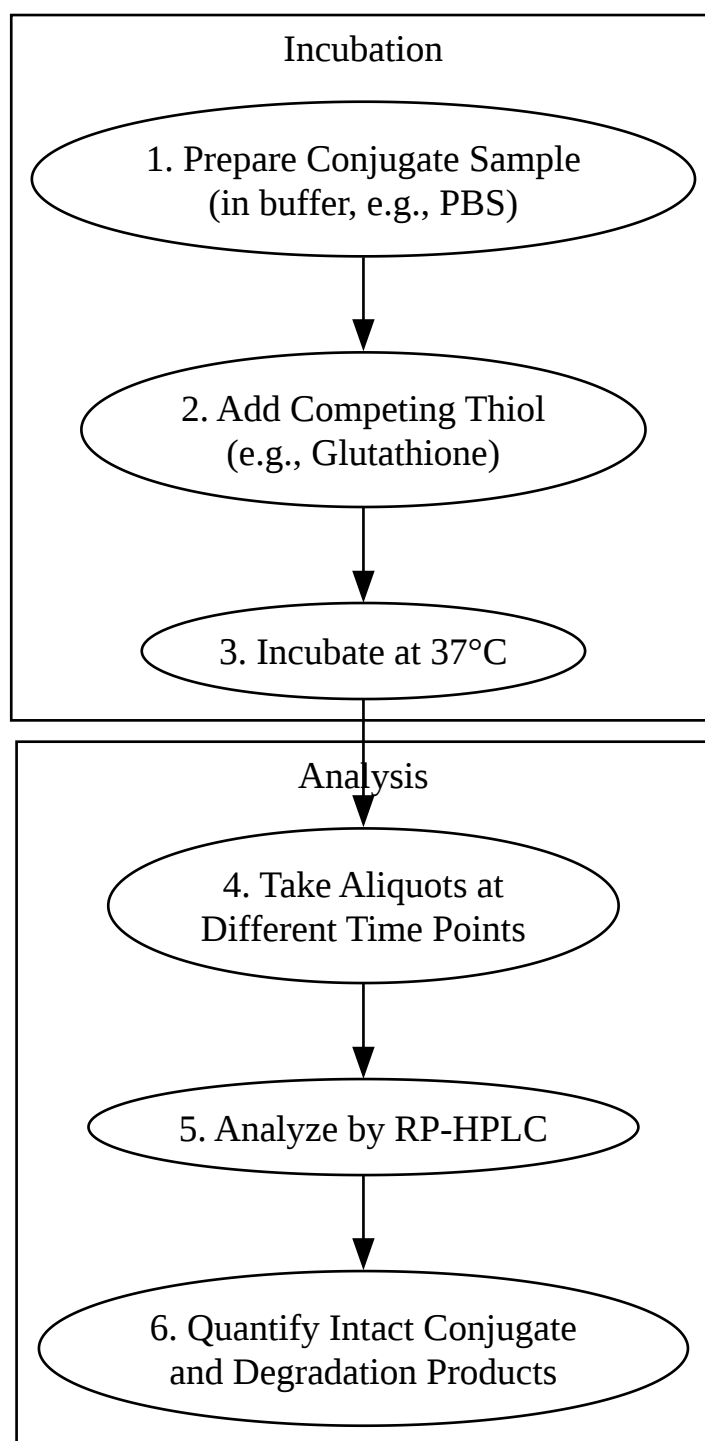 Incubation
1. Prepare Conjugate Sample
(in buffer, e.g., PBS)
2. Add Competing Thiol
(e.g., Glutathione)
3. Incubate at 37°C
Analysis
4. Take Aliquots at
Different Time Points
5. Analyze by RP-HPLC
6. Quantify Intact Conjugate
and Degradation Products